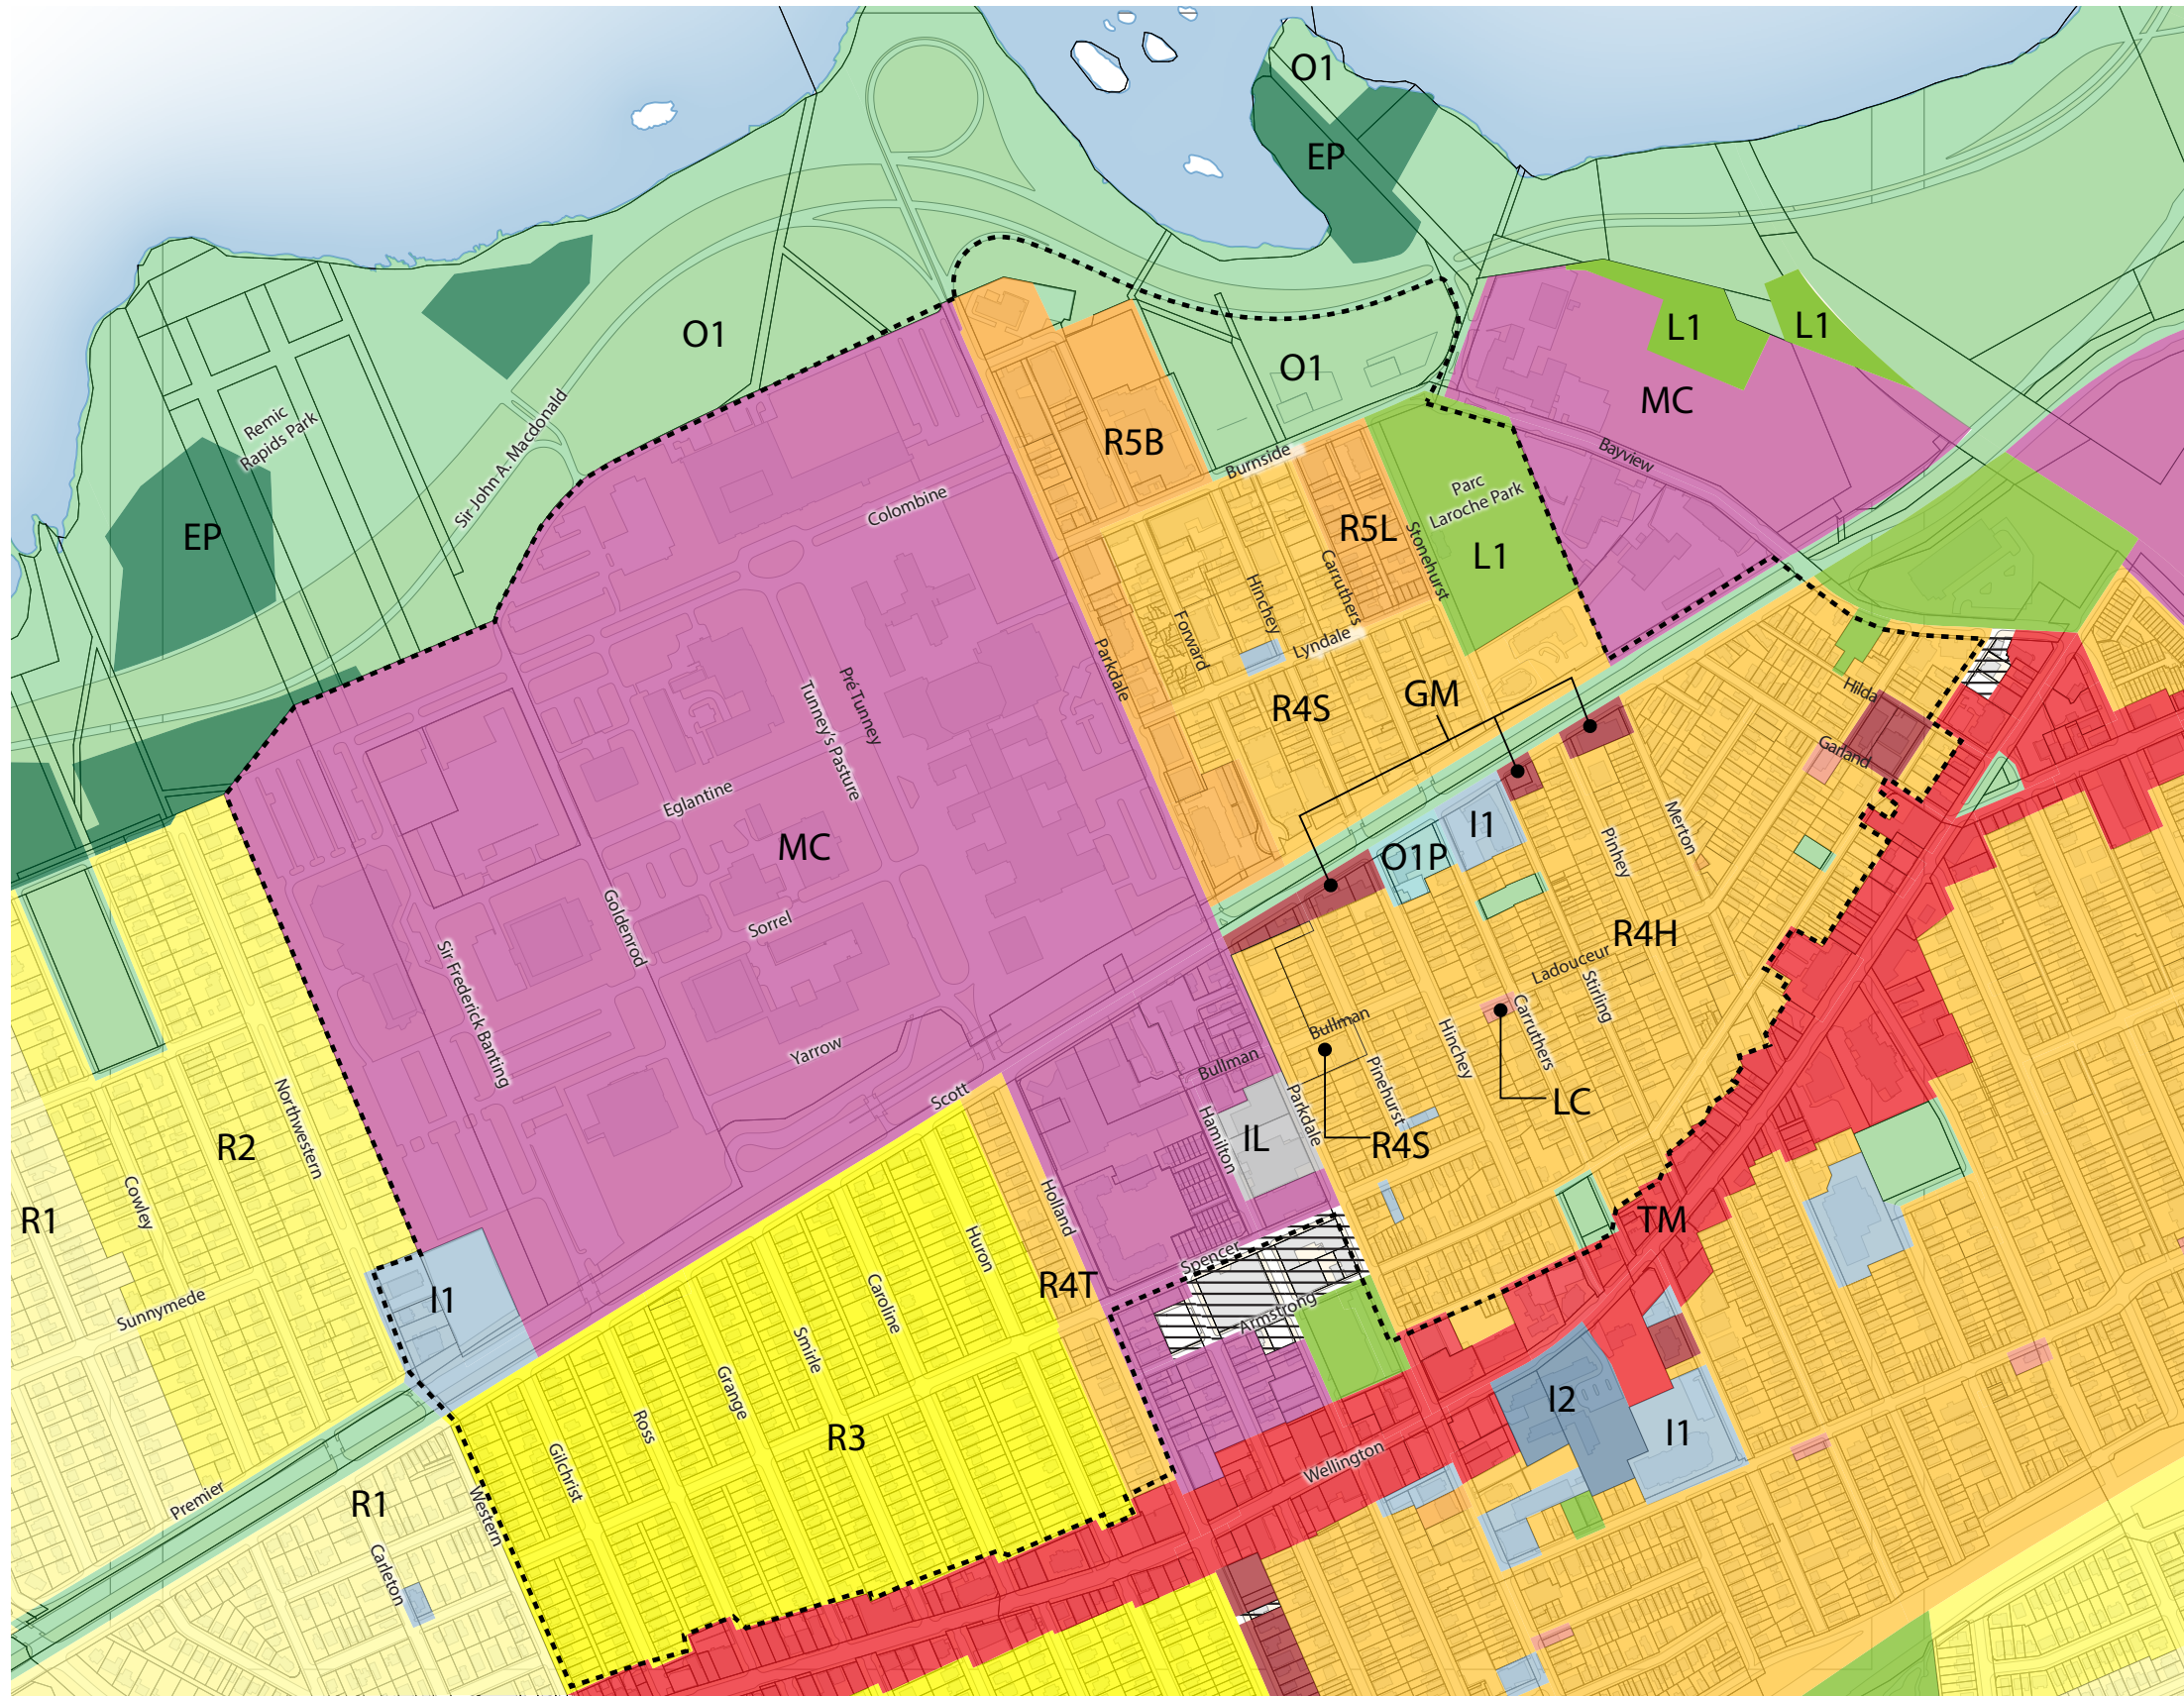 O1
EP
O1
O1
L1
L1
MC
Remic
Rapids Park
Sir John A. Macdonald
R5B
Burnside
Bayview
Parc
Laroche Park
Colombine
R5L
Stonehurst
L1
EP
Carruthers
Hinchey
Forward
Lyndale
Parkdale
Pré Tunney
Tunney's Pasture
R4S
GM
Hilda
Garland
Eglantine
MC
I1
O1P
Pinhey
Merton
Goldenrod
Sorrel
R4H
Ladouceur
Stirling
Sir Frederick Banting
Yarrow
Bullman
Bullman
Carruthers
Hinchey
Pinehurst
Scott
Parkdale
LC
Hamilton
IL
R4S
Northwestern
R2
Cowley
R1
Holland
TM
Huron
Spencer
R4T
Sunnymede
I1
Caroline
Armstrong
Smirle
Grange
I2
Ross
R3
I1
Gilchrist
Wellington
Premier
R1
Western
Carleton